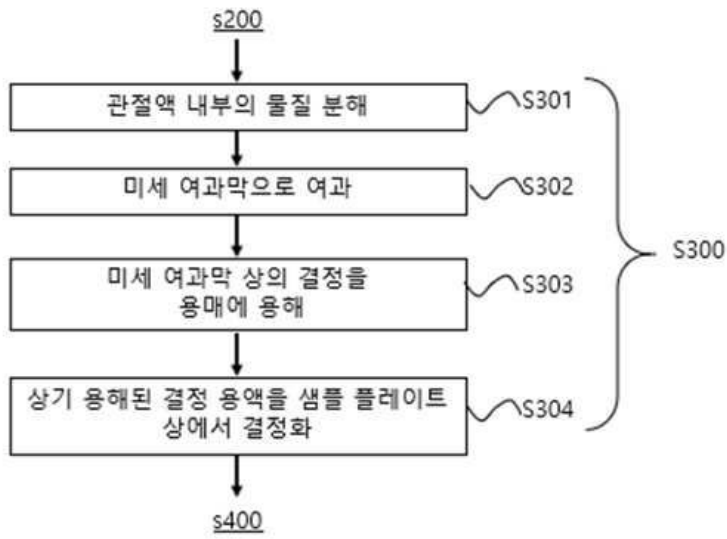 s200
관절액 내부의 물질 분해
S301
미세 여과막으로 여과
S302
미세 여과막 상의 결정을
용매에 용해
S303
S300
상기 용해된 결정 용액을 샘플 플레이트
상에서 결정화
S304
s400